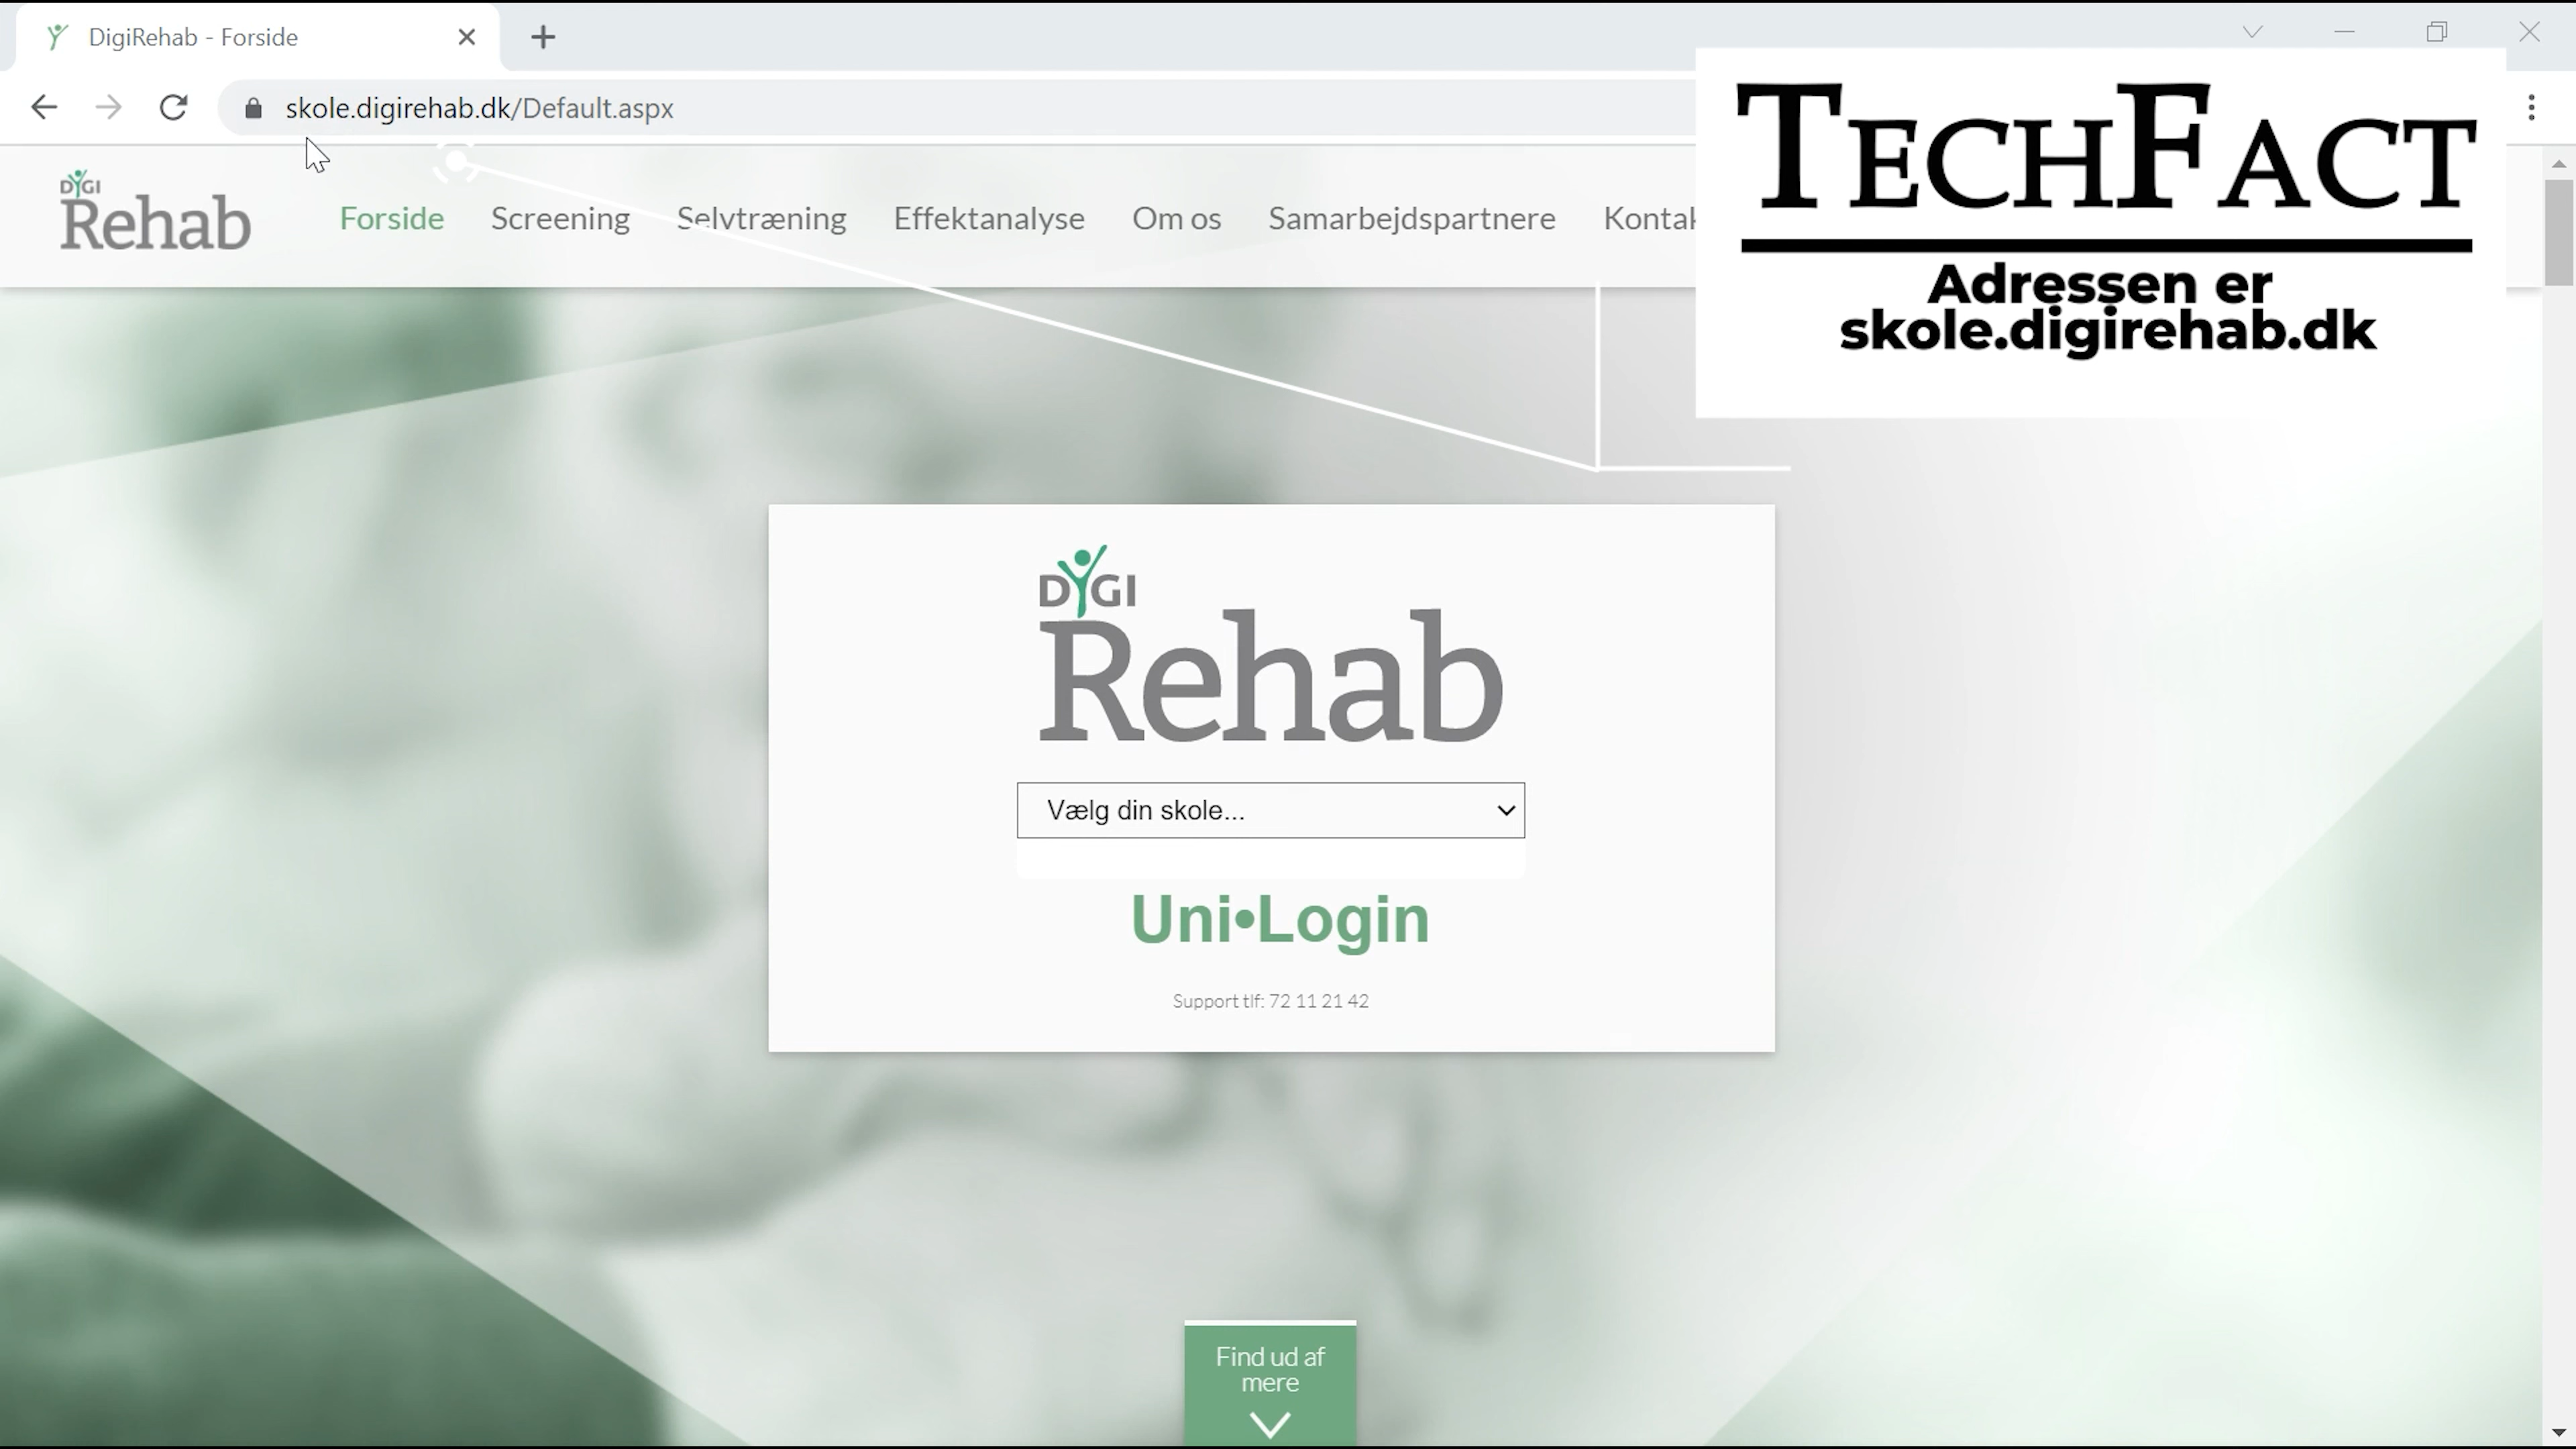 DigiRehab - Forside
skole.digirehab.dk/Default.aspx
TECHFACT
Adressen er
skole.digirehab.dk
DIGI
Rehab
Forside Screening Selvtræning Effektanalyse Om os Samarbejdspartnere Kontak
DIGI
Rehab
Vælg din skole...
Uni•Login
Support tlf: 72 11 21 42
Find ud af
mere